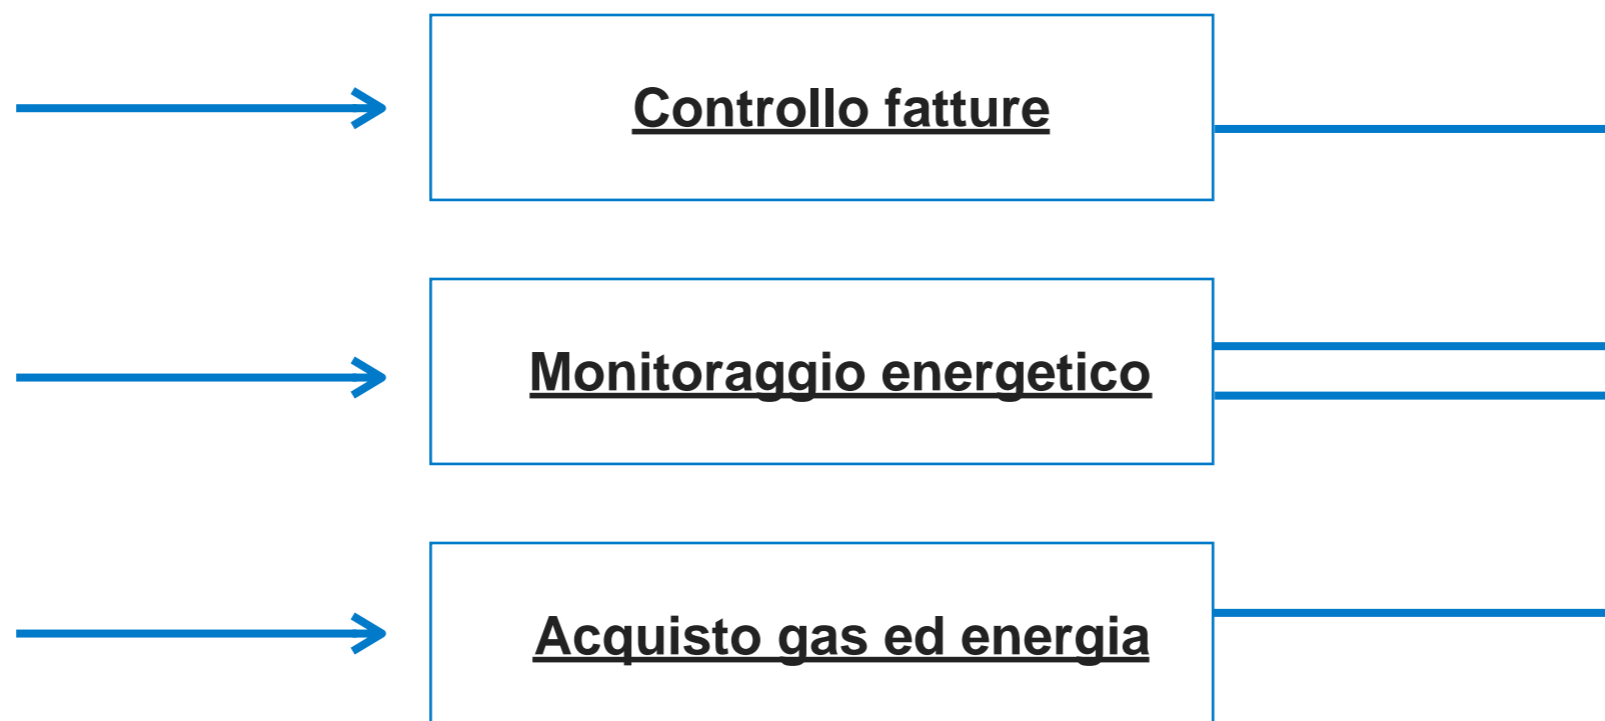 Controllo fatture
Monitoraggio energetico
Acquisto gas ed energia